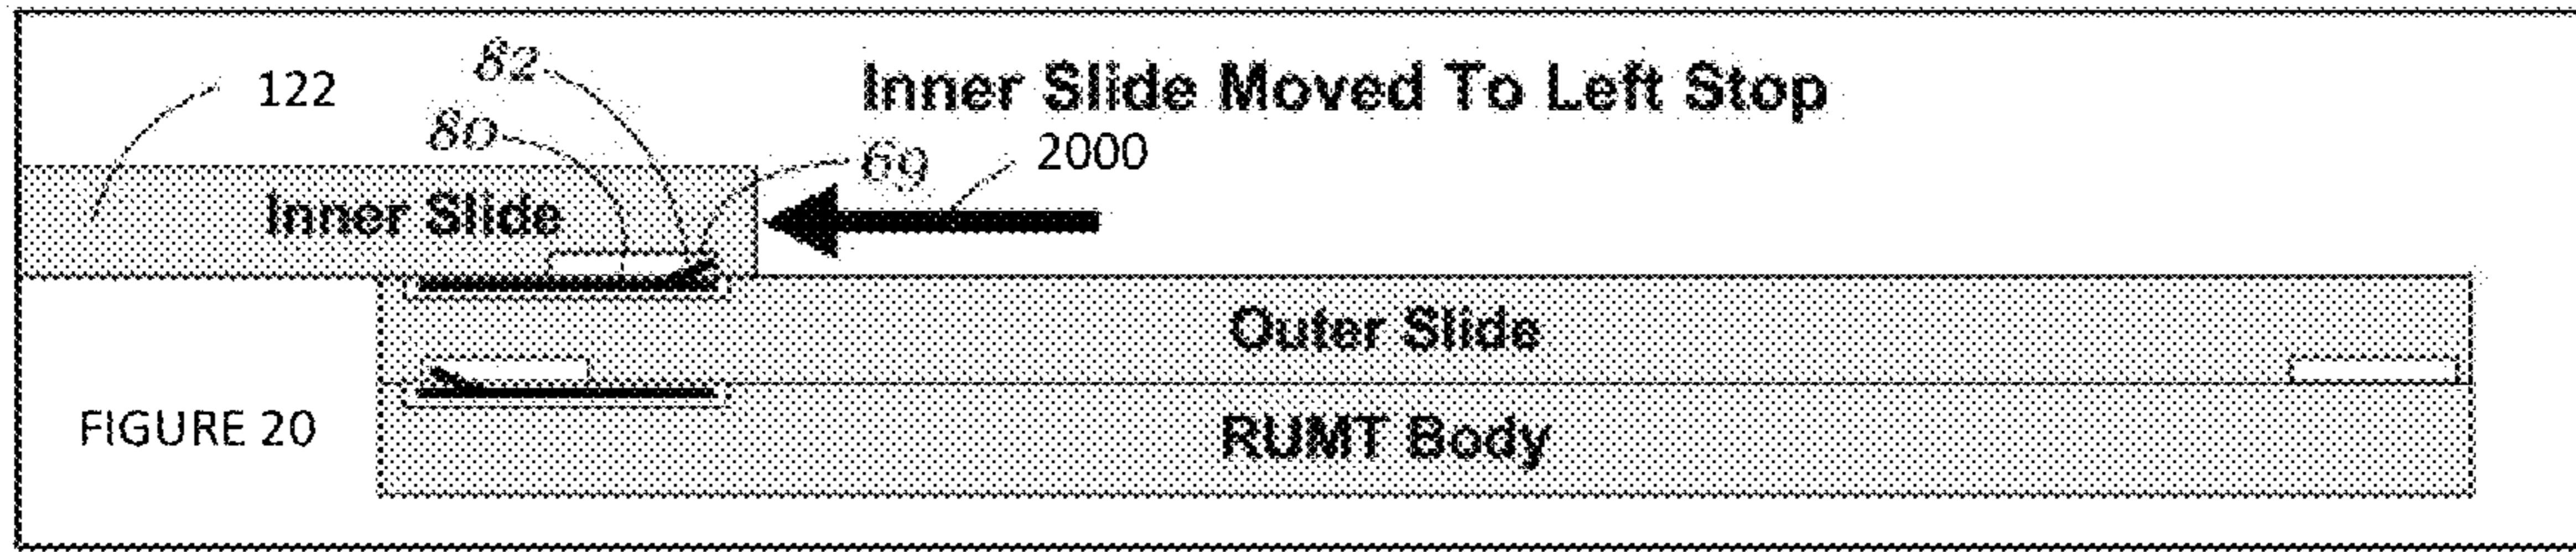 122
82
Inner Slide Moved To Left Stop
80
69
2000
Inner Slide
Outer Slide
FIGURE 20
RUMT Body